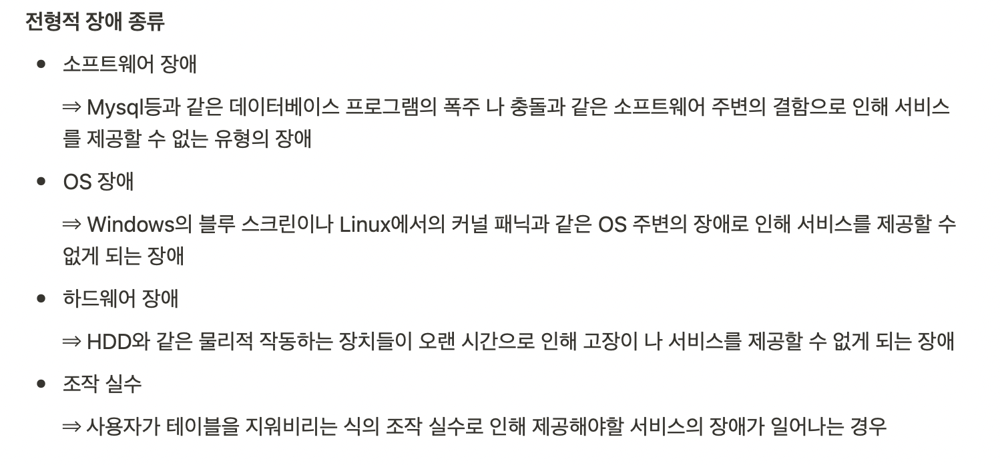 전형적 장애 종류
• 소프트웨어 장애
⇒ Mysql등과 같은 데이터베이스 프로그램의 폭주 나 충돌과 같은 소프트웨어 주변의 결함으로 인해 서비스
를 제공할 수 없는 유형의 장애
• OS 장애
⇒ Windows의 블루 스크린이나 Linux에서의 커널 패닉과 같은 OS 주변의 장애로 인해 서비스를 제공할 수
없게 되는 장애
• 하드웨어 장애
⇒ HDD와 같은 물리적 작동하는 장치들이 오랜 시간으로 인해 고장이 나 서비스를 제공할 수 없게 되는 장애
• 조작 실수
⇒ 사용자가 테이블을 지워비리는 식의 조작 실수로 인해 제공해야할 서비스의 장애가 일어나는 경우